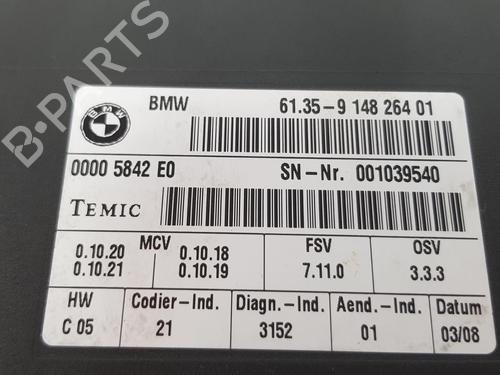 B-PARTS
BMW
BMW 61.35-9 148 264 01
0000 5842 E0 SN-Nr. 001039540
TEMIC
MCV FSV OSV
0.10.20 0.10.18
0.10.21 0.10.19 7.11.0 3.3.3
HW Codier-Ind. Diagn.-Ind. Aend.-Ind. Datum
C 05 21 3152 01 03/08